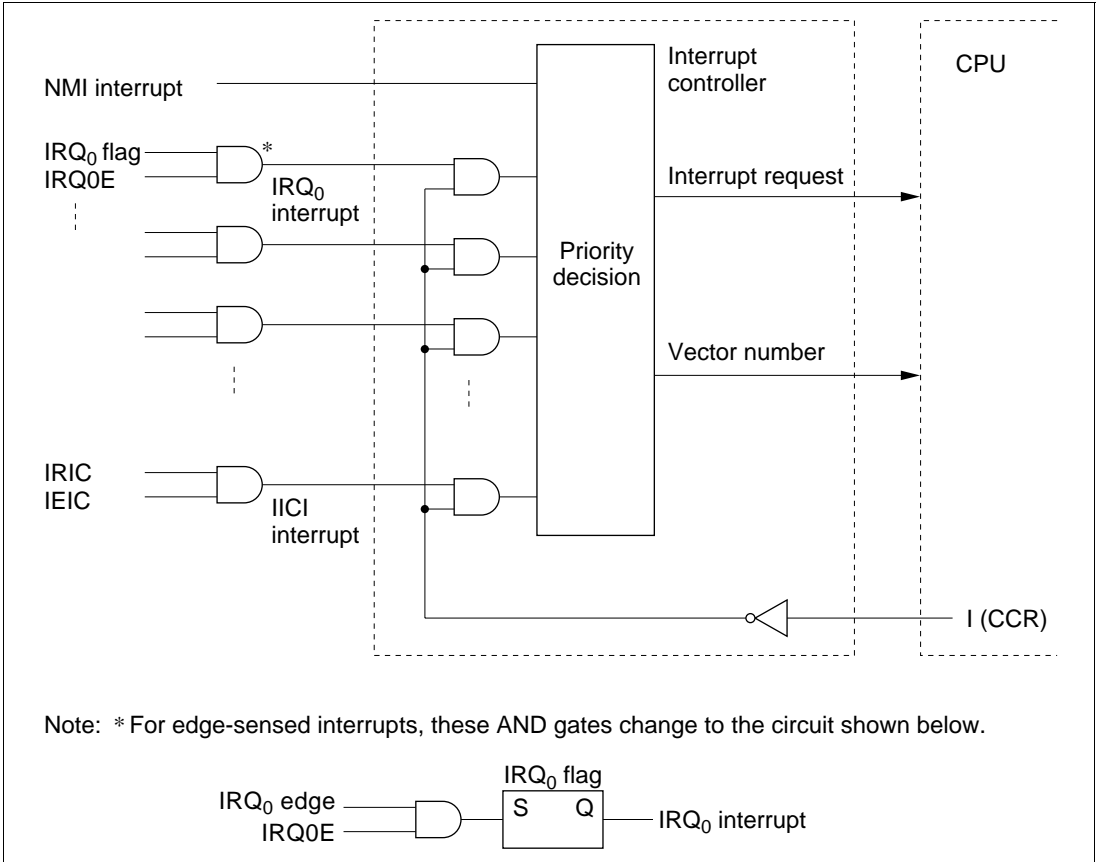 NMI interrupt
Interrupt
controller
CPU
IRQ0 flag
IRQ0E
*
IRQ0
interrupt
Interrupt request
Priority
decision
Vector number
IRIC
IEIC
IICI
interrupt
I (CCR)
Note: * For edge-sensed interrupts, these AND gates change to the circuit shown below.
IRQ0 flag
IRQ0 edge
IRQ0E
S Q
IRQ0 interrupt